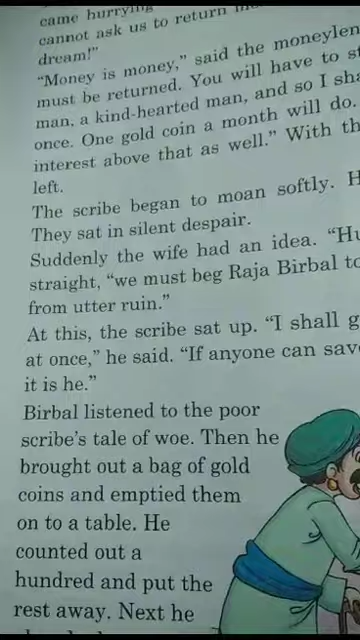 came hurrying
cannot ask us to return
dream!"
"Money is money," said the moneylen
must be returned. You will have to st
man, a kind-hearted man, and so I sha
once. One gold coin a month will do.
interest above that as well." With th
left.
The scribe began to moan softly. H
They sat in silent despair.
Suddenly the wife had an idea. "Hu
straight, "we must beg Raja Birbal to
from utter ruin."
At this, the scribe sat up. "I shall g
at once," he said. "If anyone can save
it is he."
Birbal listened to the poor
scribe's tale of woe. Then he
brought out a bag of gold
coins and emptied them
on to a table. He
counted out a
hundred and put the
rest away. Next he